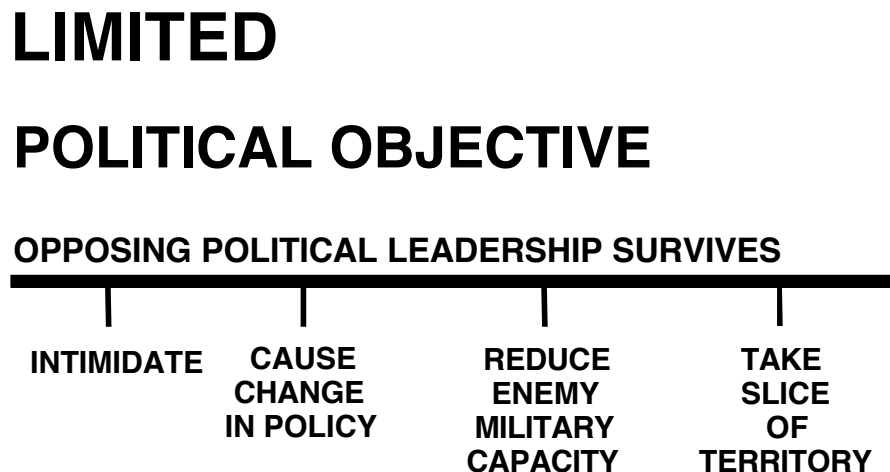 LIMITED
POLITICAL OBJECTIVE
OPPOSING POLITICAL LEADERSHIP SURVIVES
INTIMIDATE
CAUSE
CHANGE
IN POLICY
REDUCE
ENEMY
MILITARY
CAPACITY
TAKE
SLICE
OF
TERRITORY